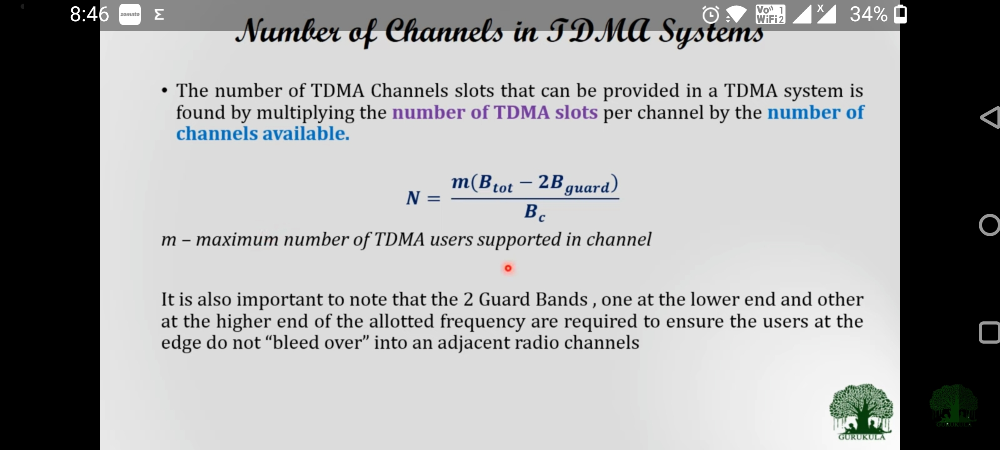 8:46 zomato Σ Vo)) 1 WiFi 2 x 34%
Number of Channels in TDMA Systems
• The number of TDMA Channels slots that can be provided in a TDMA system is
found by multiplying the number of TDMA slots per channel by the number of
channels available.
N = m(B_tot − 2B_guard) / B_c
m – maximum number of TDMA users supported in channel
It is also important to note that the 2 Guard Bands , one at the lower end and other
at the higher end of the allotted frequency are required to ensure the users at the
edge do not “bleed over” into an adjacent radio channels
GURUKULA
GURUKULA